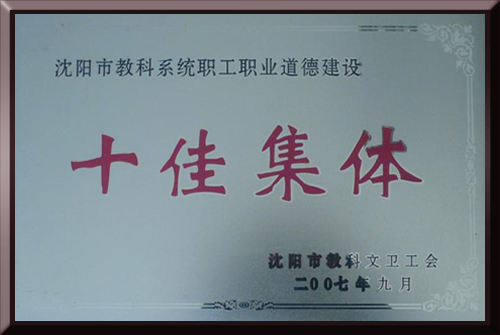 沈阳市教科系统职工职业道德建设
十佳集体
沈阳市教科文卫工会
二00七年九月